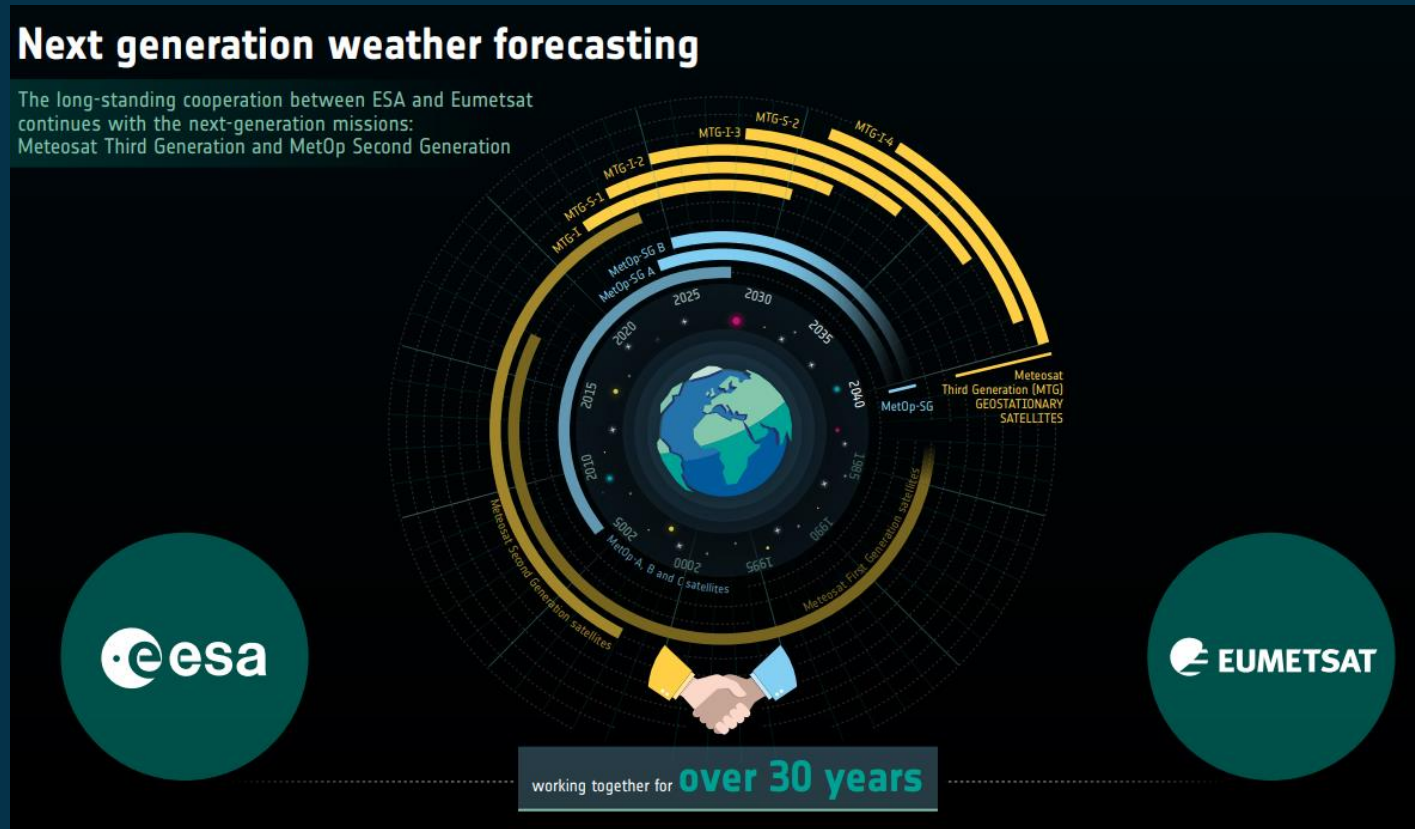 Next generation weather forecasting
The long-standing cooperation between ESA and Eumetsat
continues with the next-generation missions:
Meteosat Third Generation and MetOp Second Generation
MTG-I
MTG-S-1
MTG-I-2
MTG-I-3
MTG-S-2
MTG-I-4
MetOp-SG B
MetOp-SG A
1985
1990
1995
2000
2005
2010
2015
2020
2025
2030
2035
2040
MetOp-SG
Meteosat
Third Generation (MTG)
GEOSTATIONARY
SATELLITES
Meteosat First Generation satellites
Meteosat Second Generation satellites
MetOp A, B and C satellites
esa
EUMETSAT
working together for over 30 years